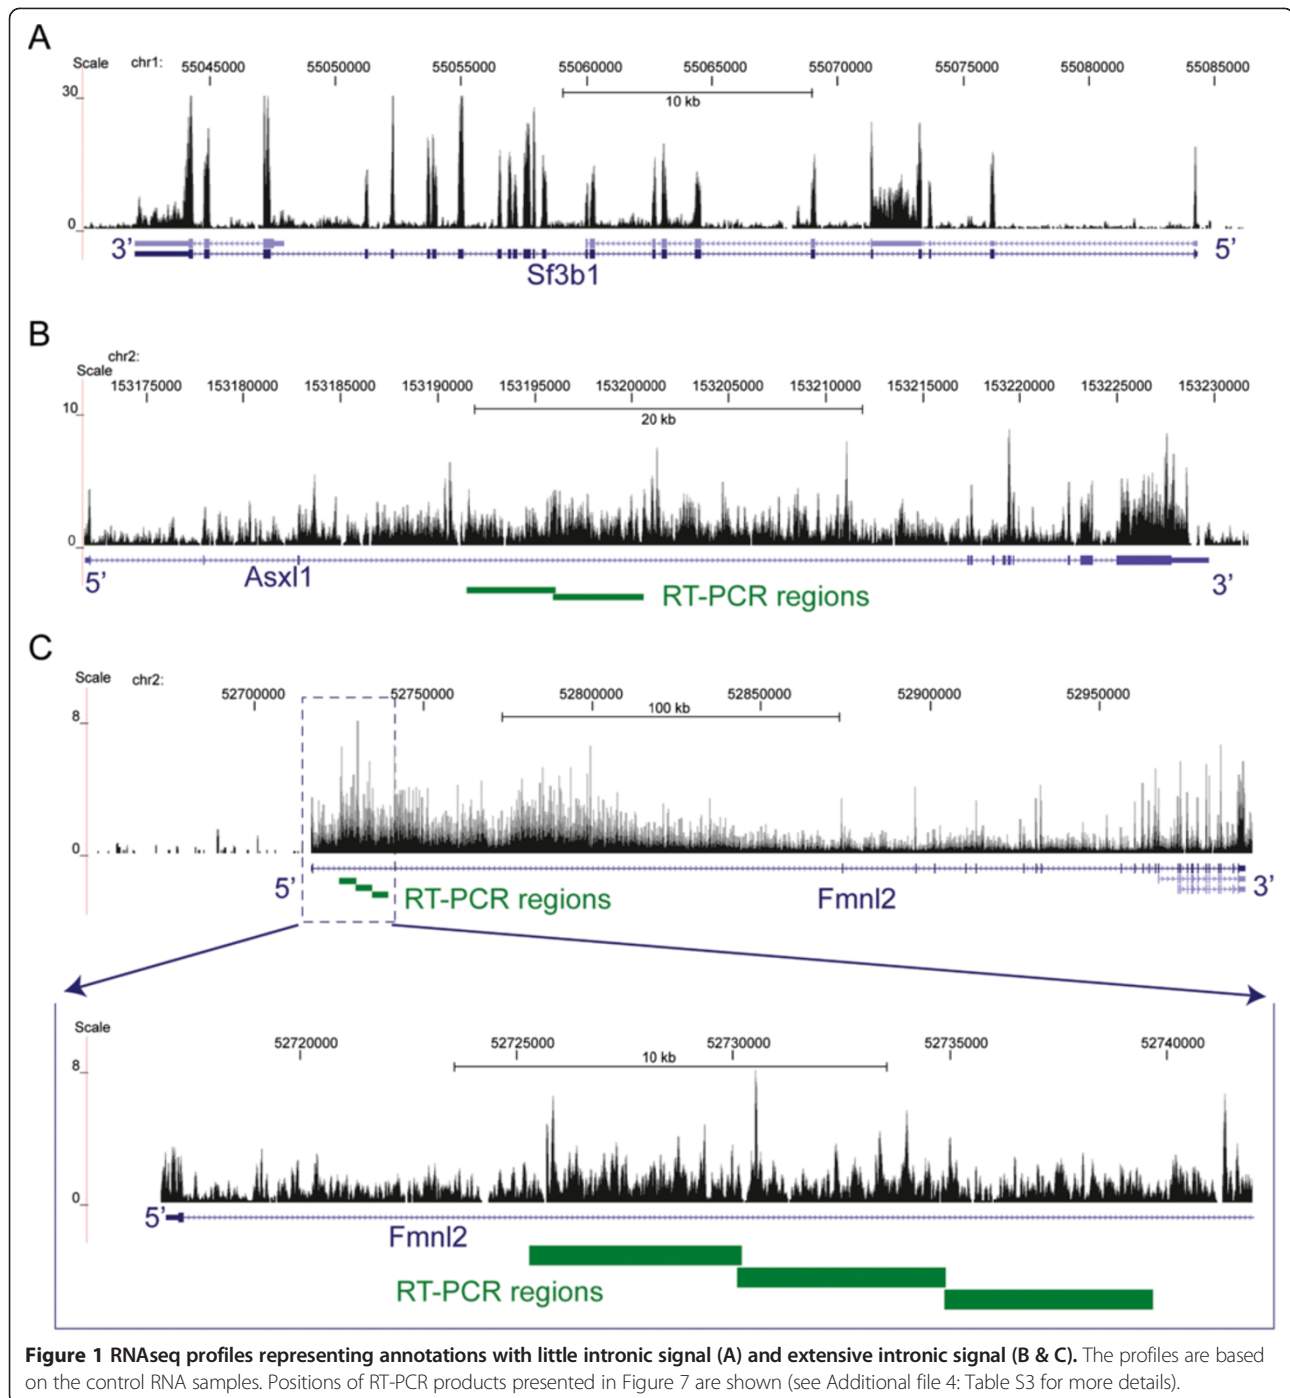 A
Scale chr1: 55045000 55050000 55055000 55060000 55065000 55070000 55075000 55080000 55085000
30
10 kb
0
3’ 5’
Sf3b1
B
chr2:
Scale
153175000 153180000 153185000 153190000 153195000 153200000 153205000 153210000 153215000 153220000 153225000 153230000
10
20 kb
0
5’ Asxl1 3’
RT-PCR regions
C
Scale chr2: 52700000 52750000 52800000 52850000 52900000 52950000
8
100 kb
0
5’ RT-PCR regions Fmnl2 3’
Scale
52720000 52725000 52730000 52735000 52740000
8
10 kb
0
5’
Fmnl2
RT-PCR regions
Figure 1 RNAseq profiles representing annotations with little intronic signal (A) and extensive intronic signal (B & C). The profiles are based
on the control RNA samples. Positions of RT-PCR products presented in Figure 7 are shown (see Additional file 4: Table S3 for more details).